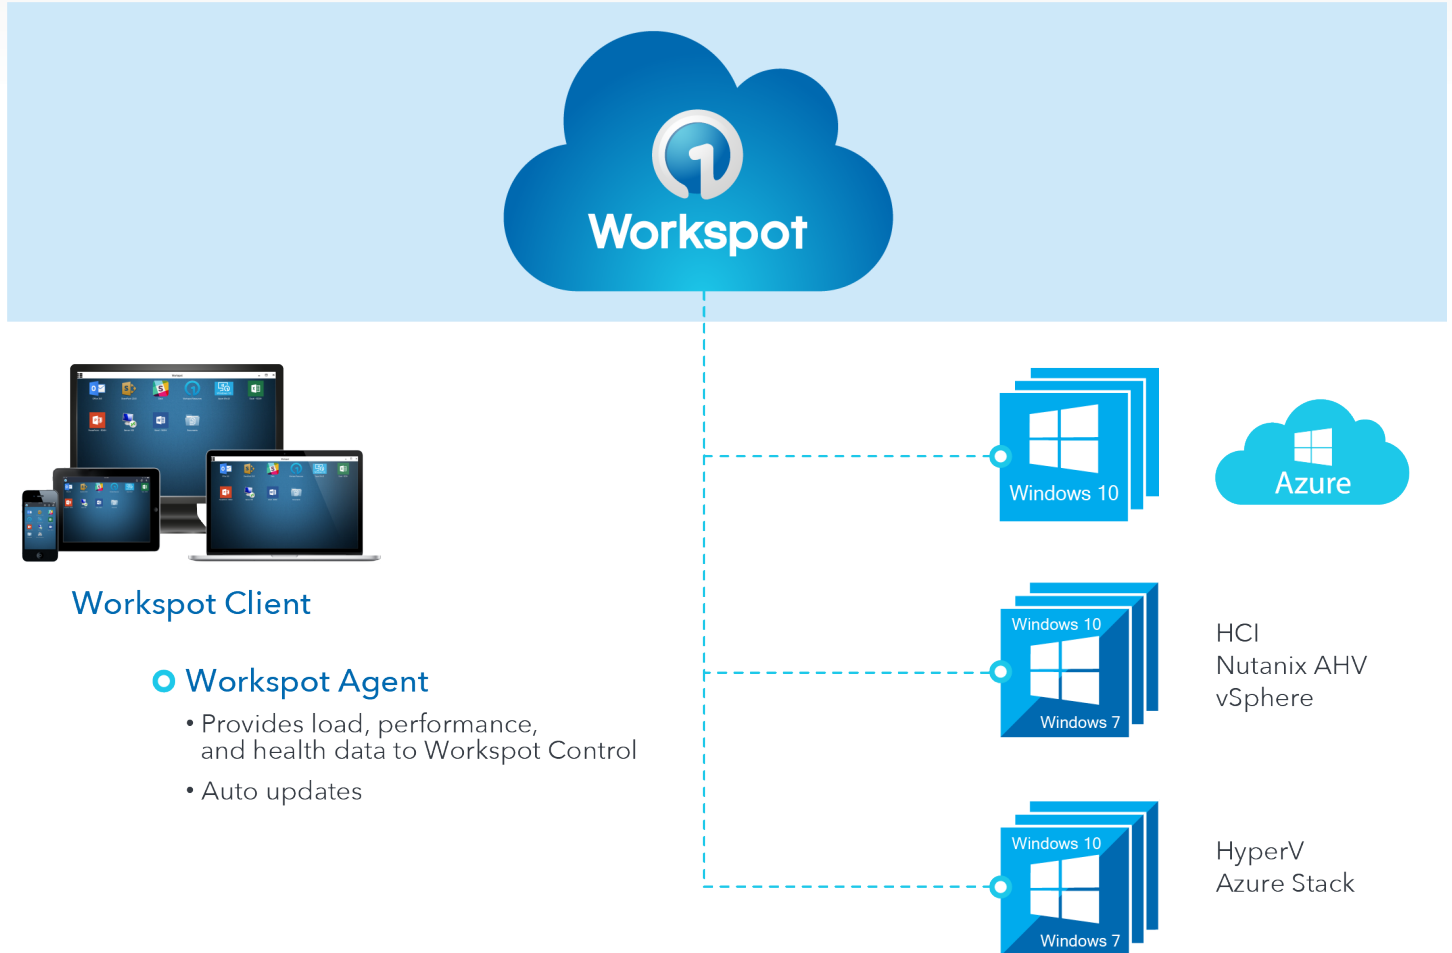 Workspot
Workspot Client
Workspot Agent
• Provides load, performance,
and health data to Workspot Control
• Auto updates
Windows 10
Azure
Windows 10
Windows 7
HCI
Nutanix AHV
vSphere
Windows 10
Windows 7
HyperV
Azure Stack